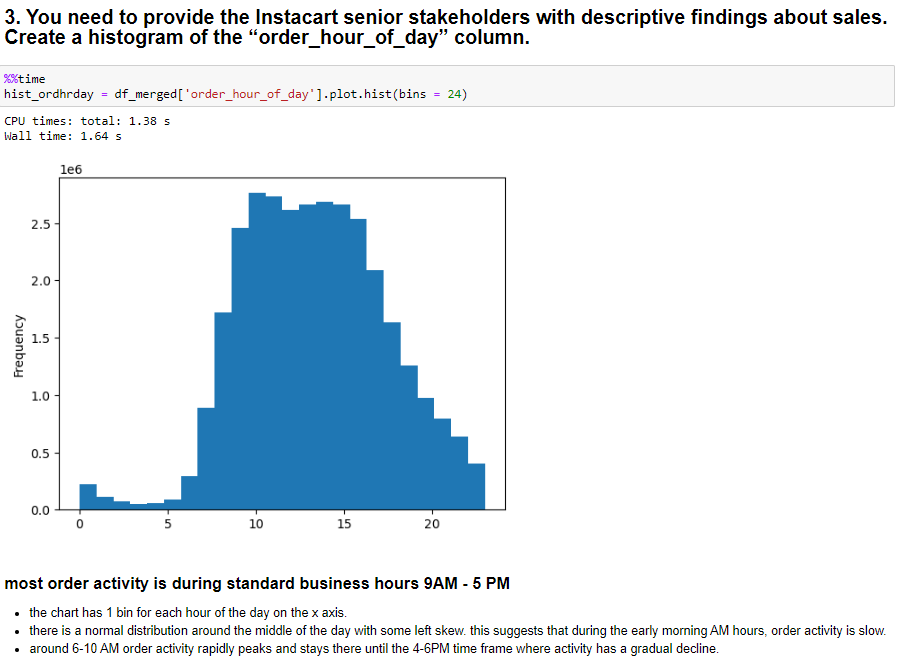 3. You need to provide the Instacart senior stakeholders with descriptive findings about sales.
Create a histogram of the “order_hour_of_day” column.
%%time
hist_ordhrday = df_merged['order_hour_of_day'].plot.hist(bins = 24)
CPU times: total: 1.38 s
Wall time: 1.64 s
1e6
2.5
2.0
1.5
1.0
0.5
0.0
Frequency
0 5 10 15 20
most order activity is during standard business hours 9AM - 5 PM
• the chart has 1 bin for each hour of the day on the x axis.
• there is a normal distribution around the middle of the day with some left skew. this suggests that during the early morning AM hours, order activity is slow.
• around 6-10 AM order activity rapidly peaks and stays there until the 4-6PM time frame where activity has a gradual decline.